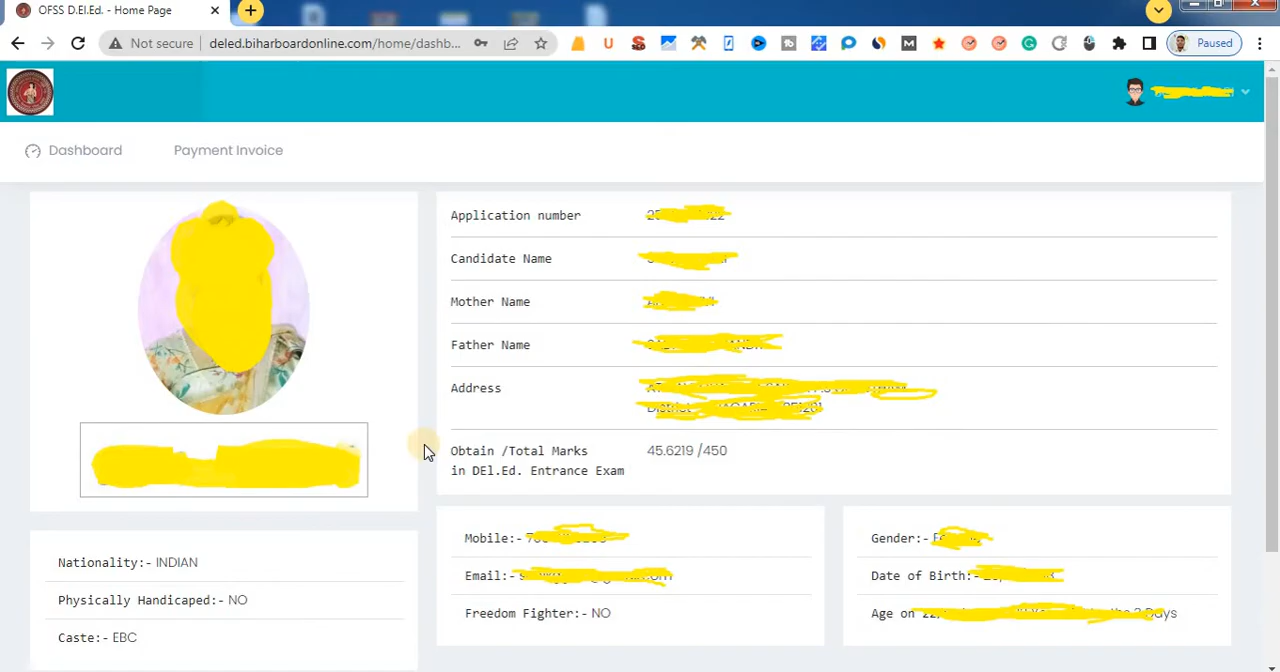 OFSS D.El.Ed. - Home Page
Not secure
deled.biharboardonline.com/home/dashb...
Paused
Dashboard
Payment Invoice
Application number
Candidate Name
Mother Name
Father Name
Address
District
Obtain /Total Marks
in DEl.Ed. Entrance Exam
45.6219 /450
Nationality:- INDIAN
Physically Handicaped:- NO
Caste:- EBC
Mobile:-
Email:-
Freedom Fighter:- NO
Gender:-
Date of Birth:-
Age on Days